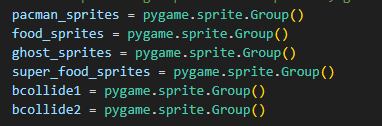 pacman_sprites = pygame.sprite.Group()
food_sprites = pygame.sprite.Group()
ghost_sprites = pygame.sprite.Group()
super_food_sprites = pygame.sprite.Group()
bcollide1 = pygame.sprite.Group()
bcollide2 = pygame.sprite.Group()